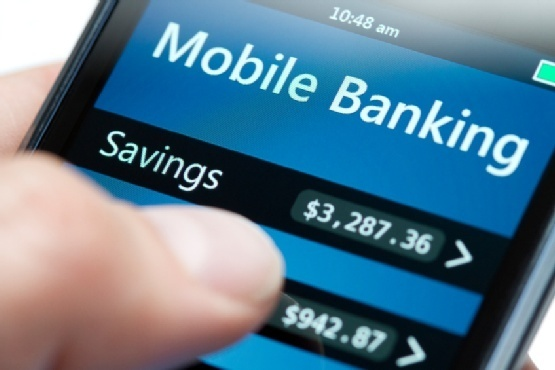 10:48 am
Mobile Banking
Savings
$3,287.36
$942.87